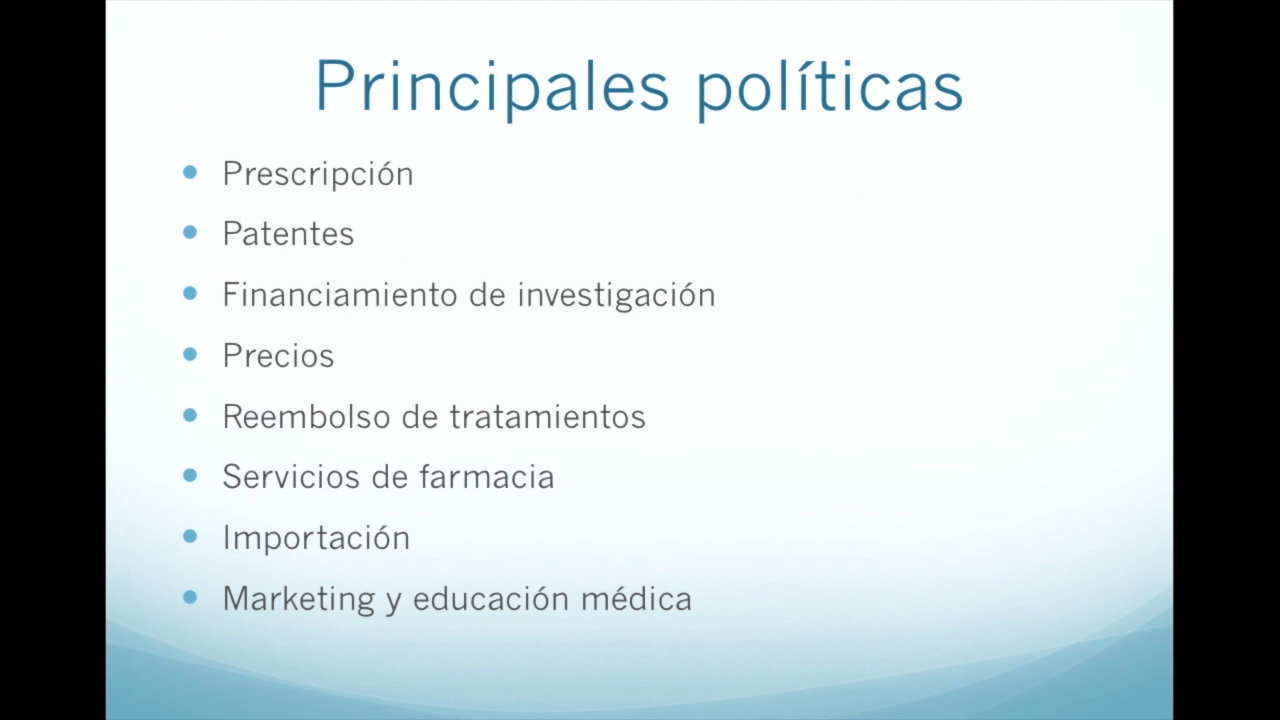 Principales políticas
Prescripción
Patentes
Financiamiento de investigación
Precios
Reembolso de tratamientos
Servicios de farmacia
Importación
Marketing y educación médica